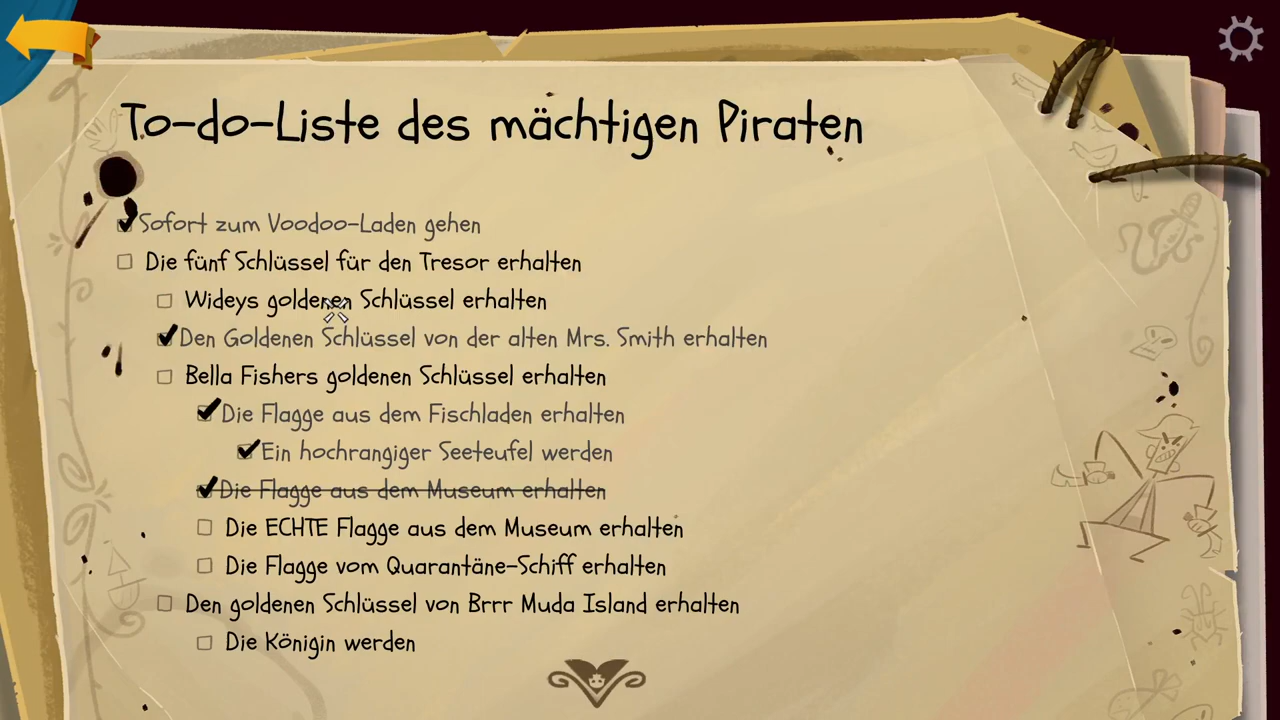 To-do-Liste des mächtigen Piraten
Sofort zum Voodoo-Laden gehen
Die fünf Schlüssel für den Tresor erhalten
Wideys goldenen Schlüssel erhalten
Den Goldenen Schlüssel von der alten Mrs. Smith erhalten
Bella Fishers goldenen Schlüssel erhalten
Die Flagge aus dem Fischladen erhalten
Ein hochrangiger Seeteufel werden
Die Flagge aus dem Museum erhalten
Die ECHTE Flagge aus dem Museum erhalten
Die Flagge vom Quarantäne-Schiff erhalten
Den goldenen Schlüssel von Brrr Muda Island erhalten
Die Königin werden